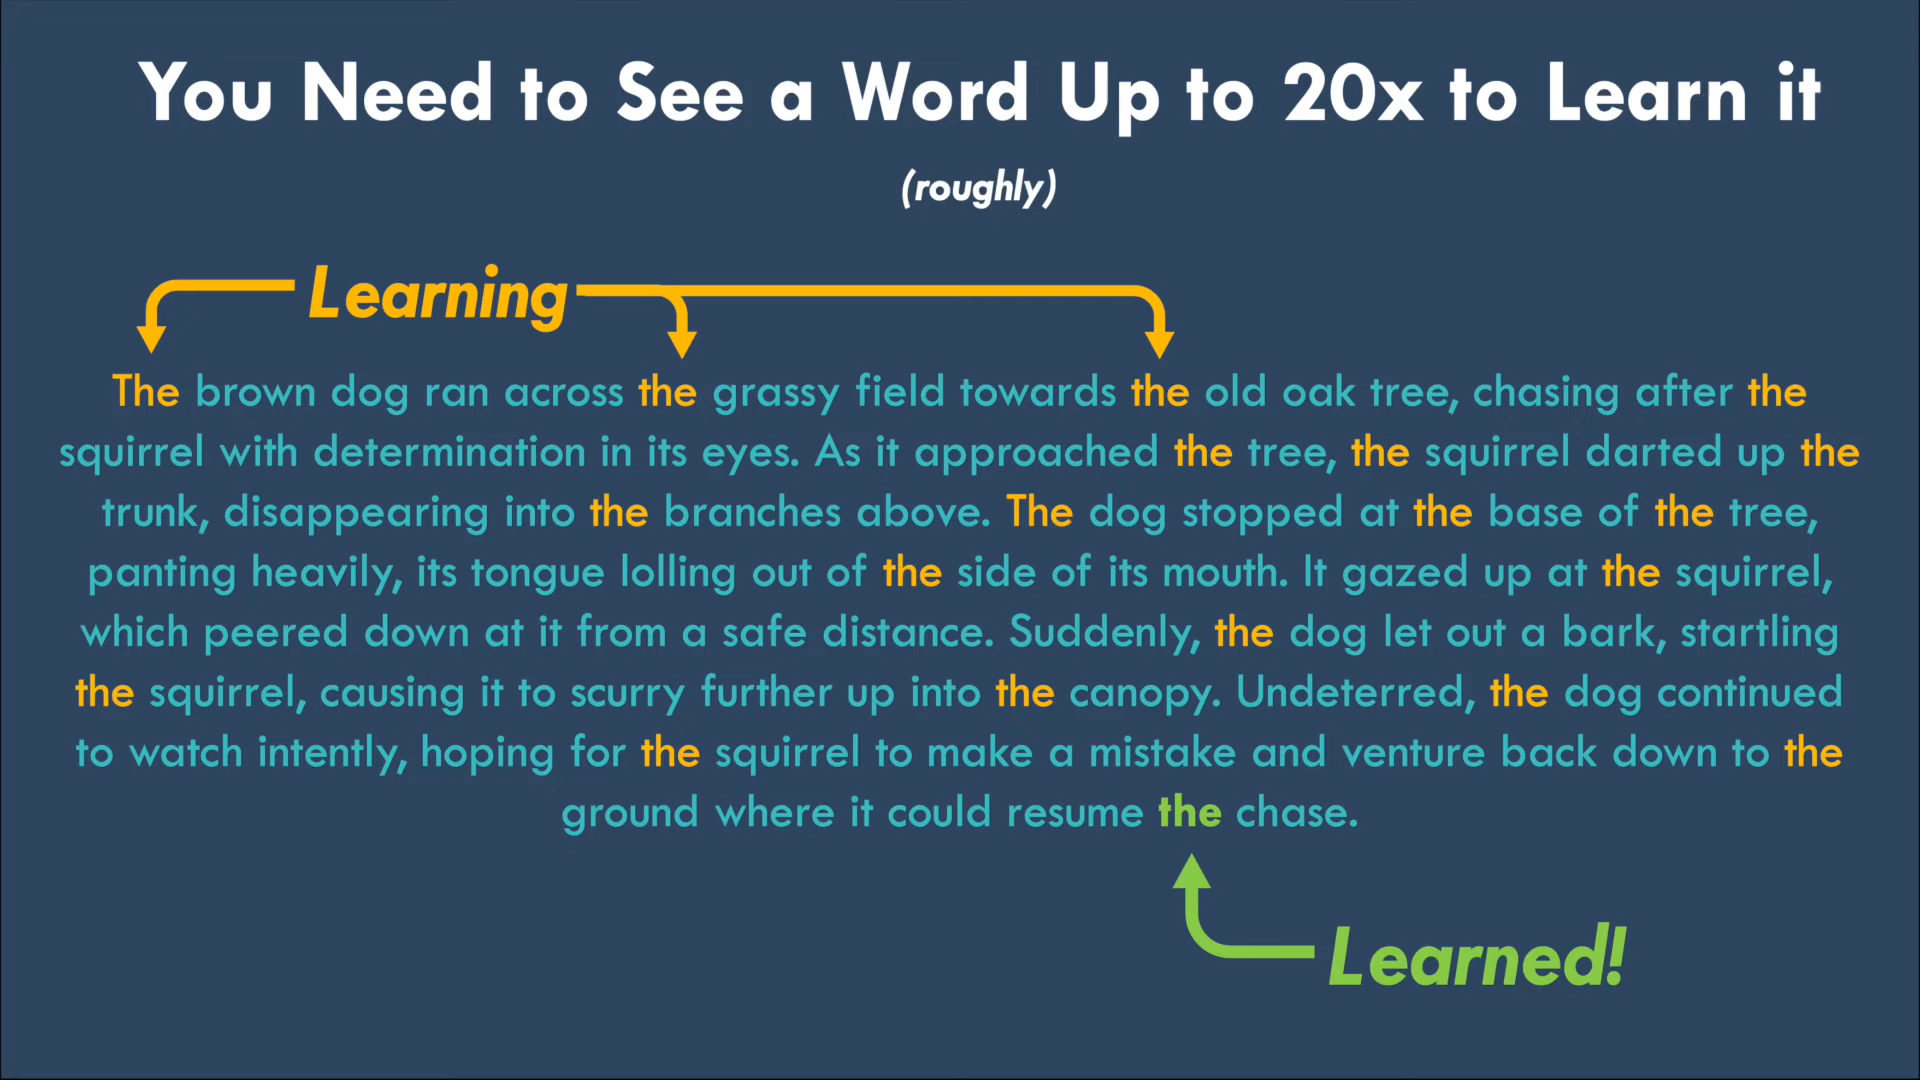 You Need to See a Word Up to 20x to Learn it
(roughly)
Learning
The brown dog ran across the grassy field towards the old oak tree, chasing after the
squirrel with determination in its eyes. As it approached the tree, the squirrel darted up the
trunk, disappearing into the branches above. The dog stopped at the base of the tree,
panting heavily, its tongue lolling out of the side of its mouth. It gazed up at the squirrel,
which peered down at it from a safe distance. Suddenly, the dog let out a bark, startling
the squirrel, causing it to scurry further up into the canopy. Undeterred, the dog continued
to watch intently, hoping for the squirrel to make a mistake and venture back down to the
ground where it could resume the chase.
Learned!